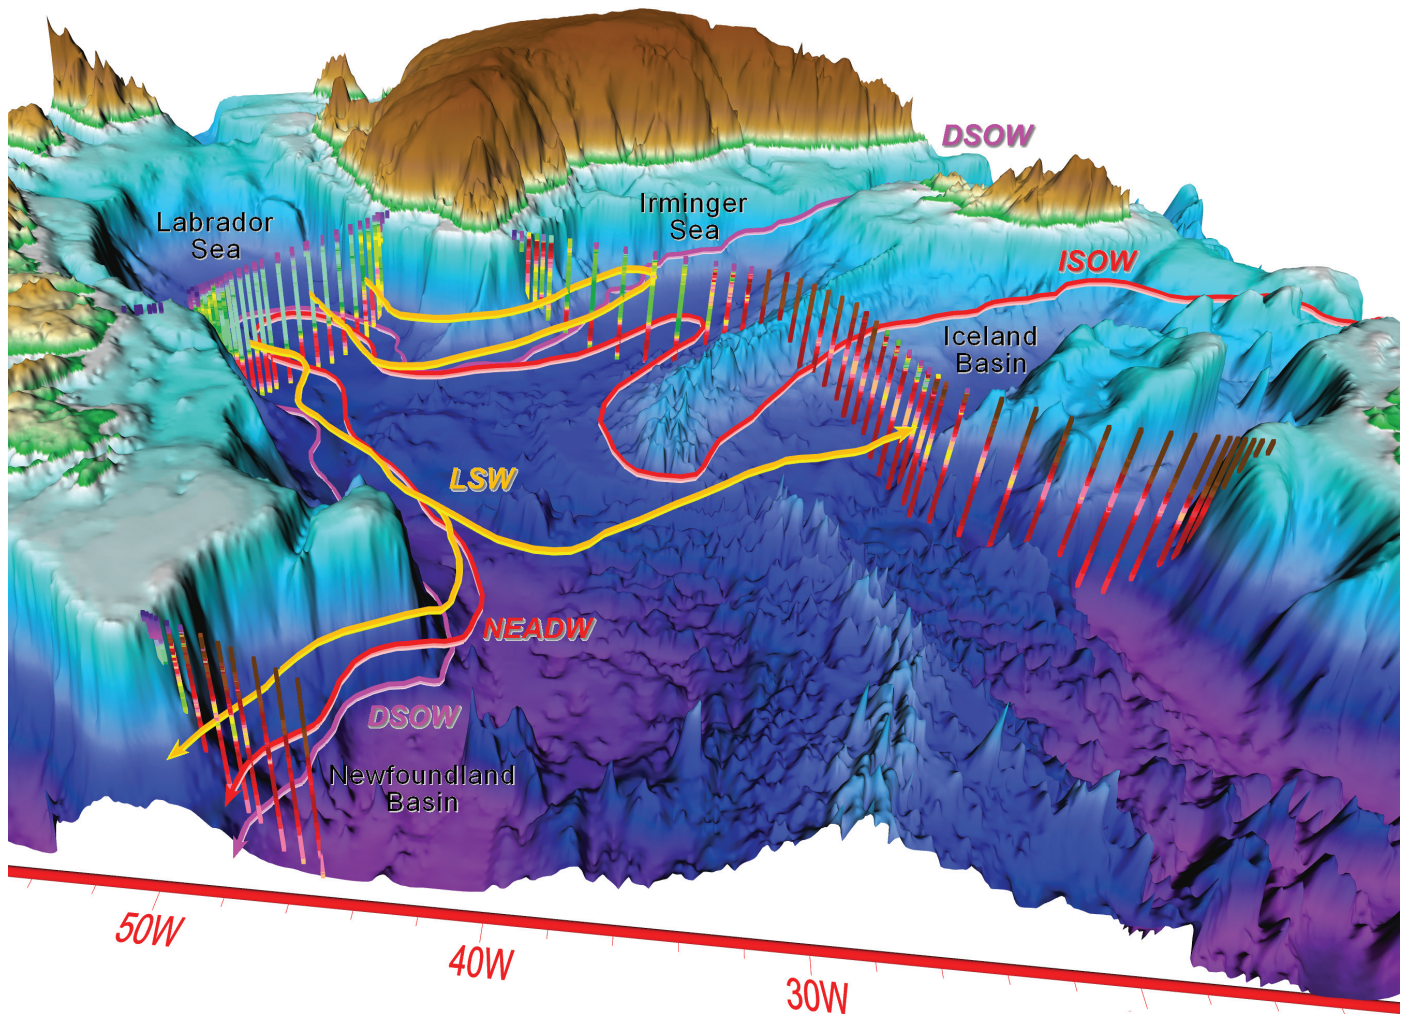 DSOW
Labrador
Sea
Irminger
Sea
ISOW
Iceland
Basin
LSW
NEADW
DSOW
Newfoundland
Basin
50W
40W
30W